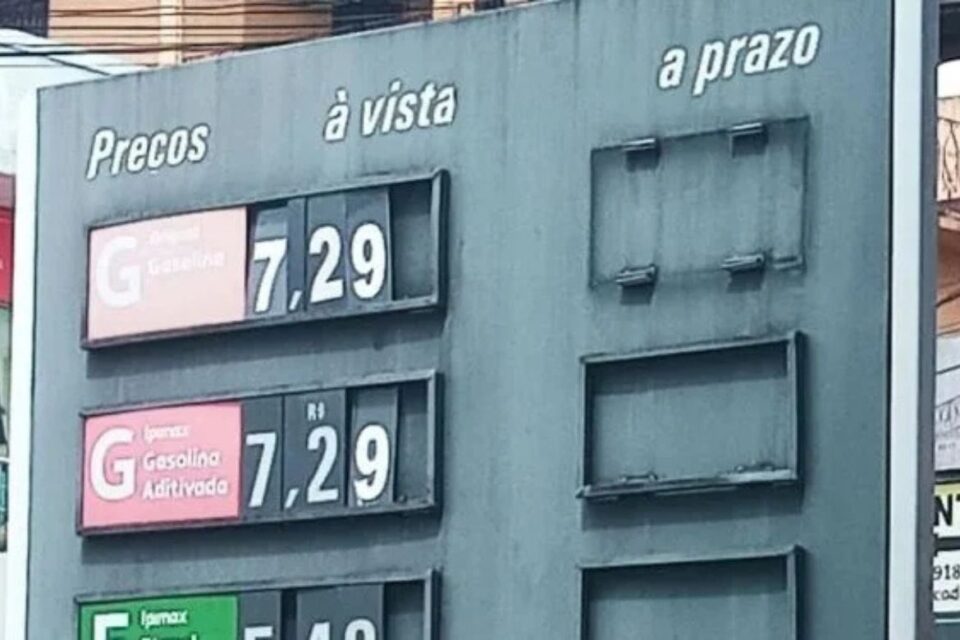 Preços à vista a prazo
G Gasolina 7,29
Ipimax
G Gasolina
Aditivada
R$
7,29
Ipimax